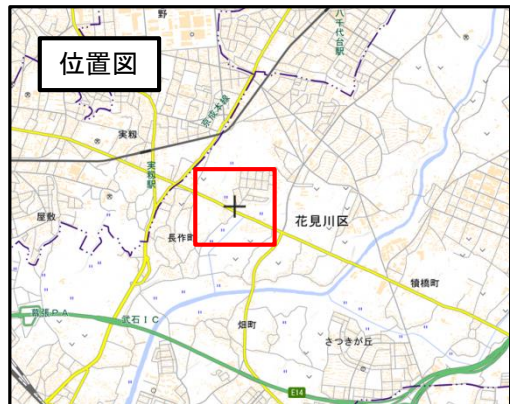 位置図
野
八千代台駅
京成本線
実籾
実籾駅
屋敷
長作町
花見川区
犢橋町
幕張P.A
武石IC
畑町
さつきが丘
E14